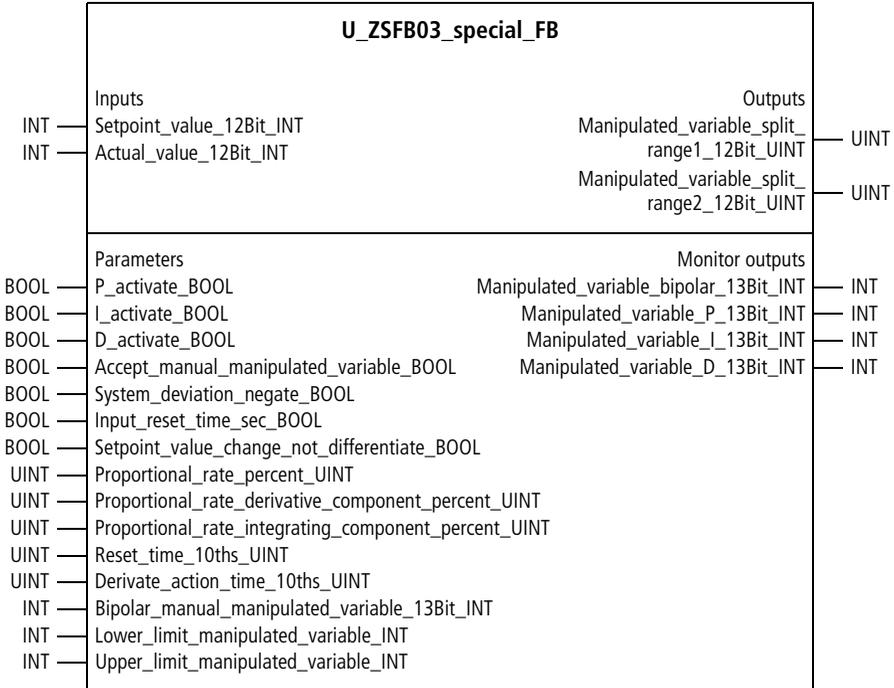 U_ZSFB03_special_FB
Inputs Outputs
INT Setpoint_value_12Bit_INT Manipulated_variable_split_
range1_12Bit_UINT UINT
INT Actual_value_12Bit_INT
Manipulated_variable_split_
range2_12Bit_UINT UINT
Parameters Monitor outputs
BOOL P_activate_BOOL Manipulated_variable_bipolar_13Bit_INT INT
BOOL I_activate_BOOL Manipulated_variable_P_13Bit_INT INT
BOOL D_activate_BOOL Manipulated_variable_I_13Bit_INT INT
BOOL Accept_manual_manipulated_variable_BOOL Manipulated_variable_D_13Bit_INT INT
BOOL System_deviation_negate_BOOL
BOOL Input_reset_time_sec_BOOL
BOOL Setpoint_value_change_not_differentiate_BOOL
UINT Proportional_rate_percent_UINT
UINT Proportional_rate_derivative_component_percent_UINT
UINT Proportional_rate_integrating_component_percent_UINT
UINT Reset_time_10ths_UINT
UINT Derivate_action_time_10ths_UINT
INT Bipolar_manual_manipulated_variable_13Bit_INT
INT Lower_limit_manipulated_variable_INT
INT Upper_limit_manipulated_variable_INT